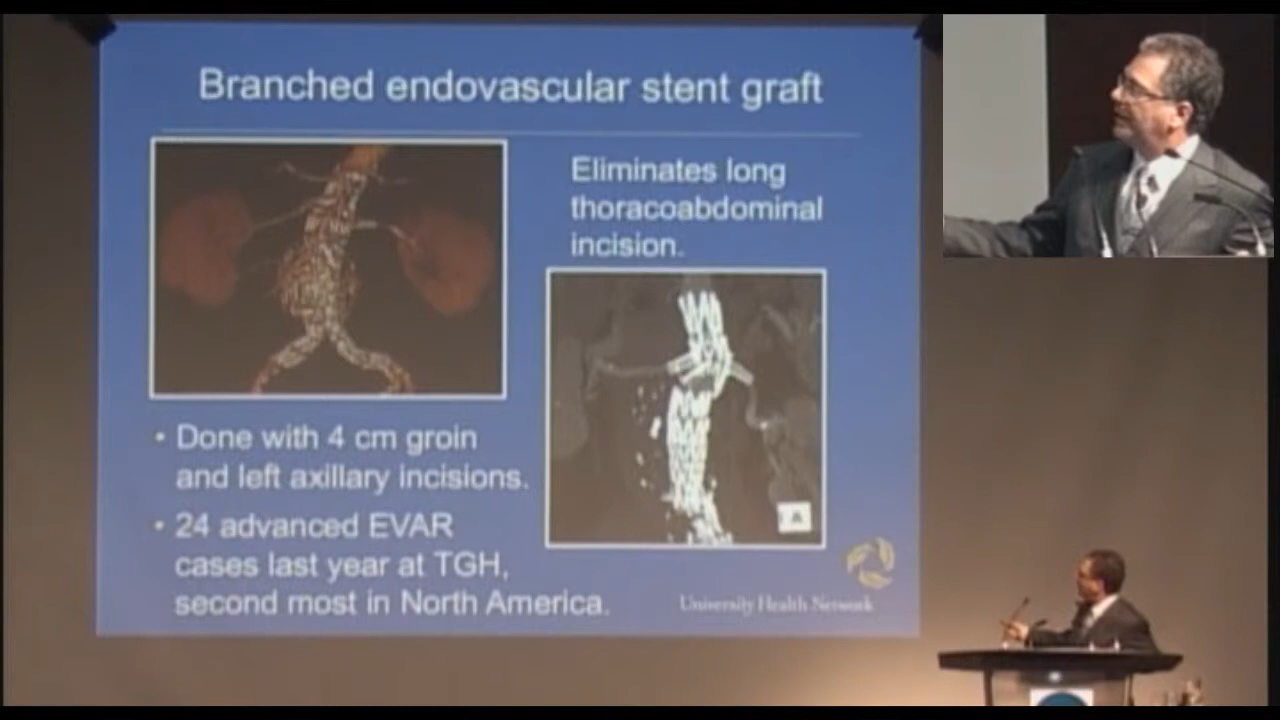 Branched endovascular stent graft
Eliminates long
thoracoabdominal
incision.
• Done with 4 cm groin
and left axillary incisions.
• 24 advanced EVAR
cases last year at TGH,
second most in North America.
A
University Health Network